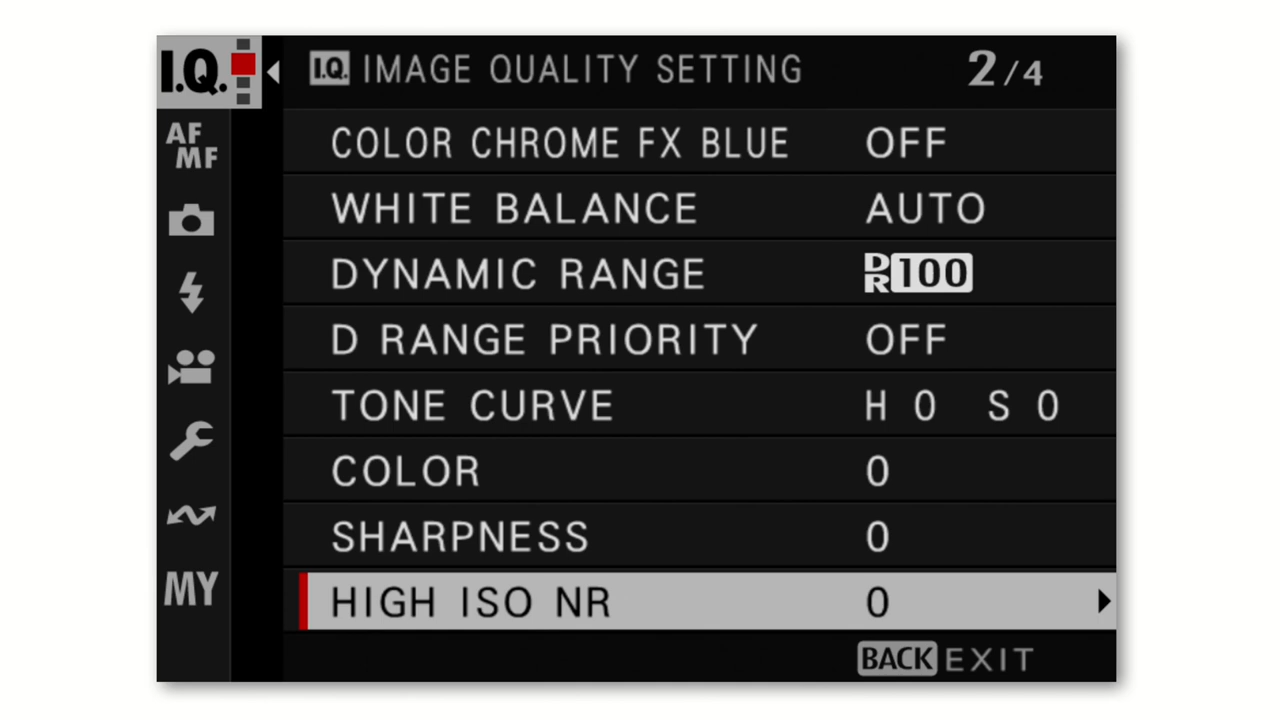 I.Q.
I.Q. IMAGE QUALITY SETTING 2/4
AF
MF
MY
COLOR CHROME FX BLUE OFF
WHITE BALANCE AUTO
DYNAMIC RANGE DR100
D RANGE PRIORITY OFF
TONE CURVE H 0 S 0
COLOR 0
SHARPNESS 0
HIGH ISO NR 0
BACK EXIT